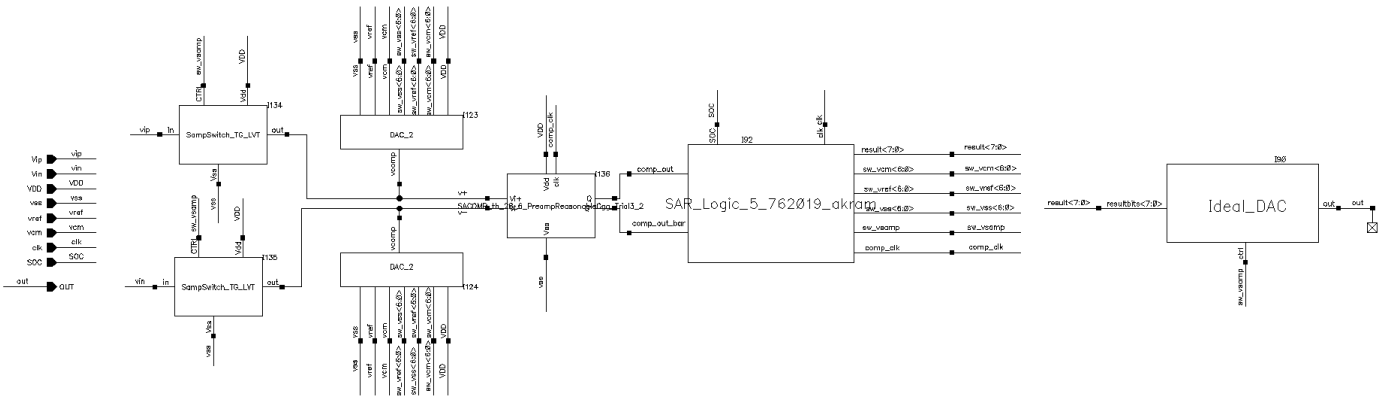 Vip vip
Vin vin
VDD VDD
vss vss
vref vref
vcm vcm
clk clk
SOC SOC
out OUT
sw_vsamp
VDD
CTRL
Vdd
I134
vip in
SampSwitch_TG_LVT
out
Vss
vss
sw_vsamp
VDD
CTRL
Vdd
I135
vin in
SampSwitch_TG_LVT
out
Vss
vss
vss
vref
vcm
sw_vss<6:0>
sw_vref<6:0>
sw_vcm<6:0>
VDD
vss
vref
vcm
sw_vss<6:0>
sw_vref<6:0>
sw_vcm<6:0>
VDD
I123
DAC_2
vcomp
v+
v-
vcomp
DAC_2
I124
vss
vref
vcm
sw_vss<6:0>
sw_vref<6:0>
sw_vcm<6:0>
VDD
vss
vref
vcm
sw_vref<6:0>
sw_vss<6:0>
sw_vcm<6:0>
VDD
VDD
comp_clk
Vdd
clk
I136
Vss
vss
comp_out
comp_out_bar
SOC
SOC
clk
clk
I92
SAR_Logic_5_762019_akram
result<7:0> result<7:0>
sw_vcm<6:0> sw_vcm<6:0>
sw_vref<6:0> sw_vref<6:0>
sw_vss<6:0> sw_vss<6:0>
sw_vsamp sw_vsamp
comp_clk comp_clk
I90
result<7:0> resultbits<7:0>
Ideal_DAC
out out
ctrl
sw_vsamp